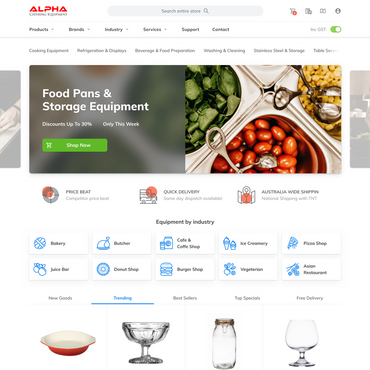 ALPHA
CATERING EQUIPMENT
Search entire store
Products
Brands
Industry
Services
Support
Contact
Inc GST
Cooking Equipment
Refrigeration & Displays
Beverage & Food Preparation
Washing & Cleaning
Stainless Steel & Storage
Table Servi
Food Pans &
Storage Equipment
Discounts Up To 30%
Only This Week
Shop Now
PRICE BEAT
Competitor price beat
QUICK DELIVERY
Same day dispatch available!
AUSTRALIA WIDE SHIPPIN
National Shipping with TNT
Equipment by industry
Bakery
Butcher
Cafe &
Coffe Shop
Ice Creamery
Pizza Shop
Juice Bar
Donut Shop
Burger Shop
Vegeterian
Asian
Restaurant
New Goods
Trending
Best Sellers
Top Specials
Free Delivery